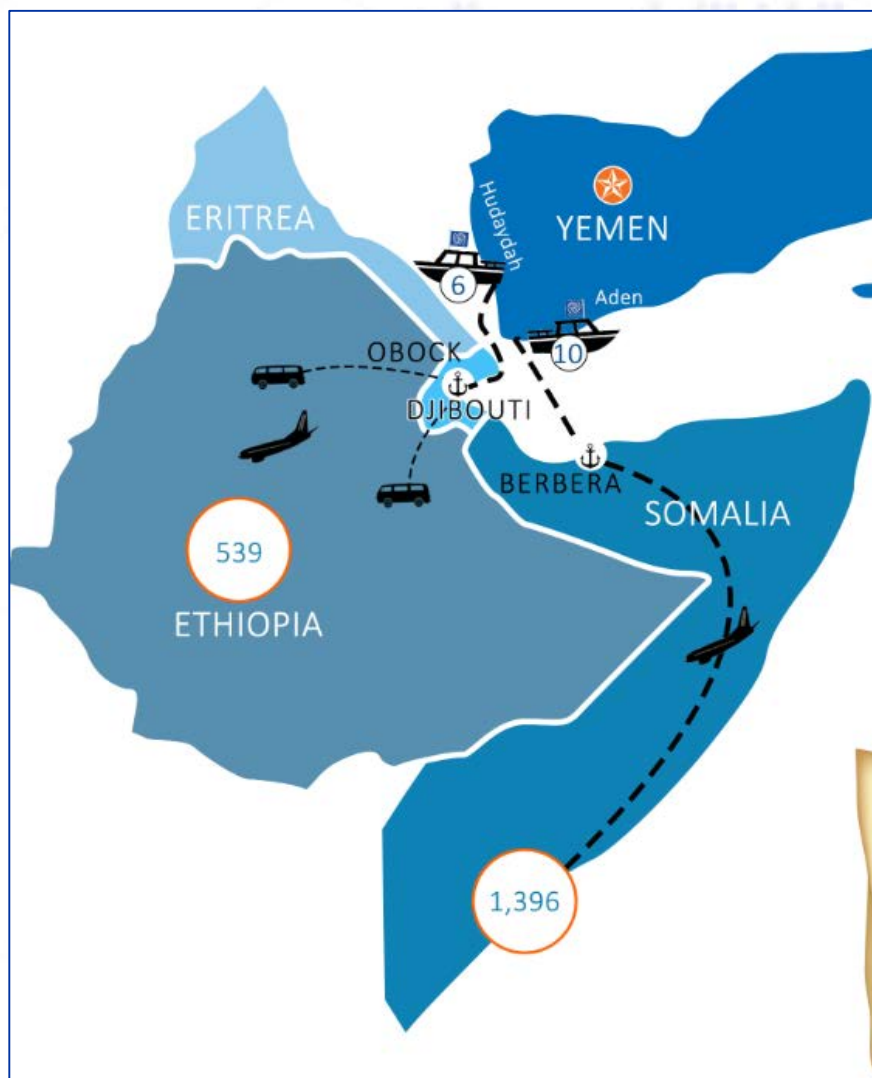 ERITREA
Hudaydah
YEMEN
6
Aden
10
OBOCK
DJIBOUTI
BERBERA
SOMALIA
539
ETHIOPIA
1,396